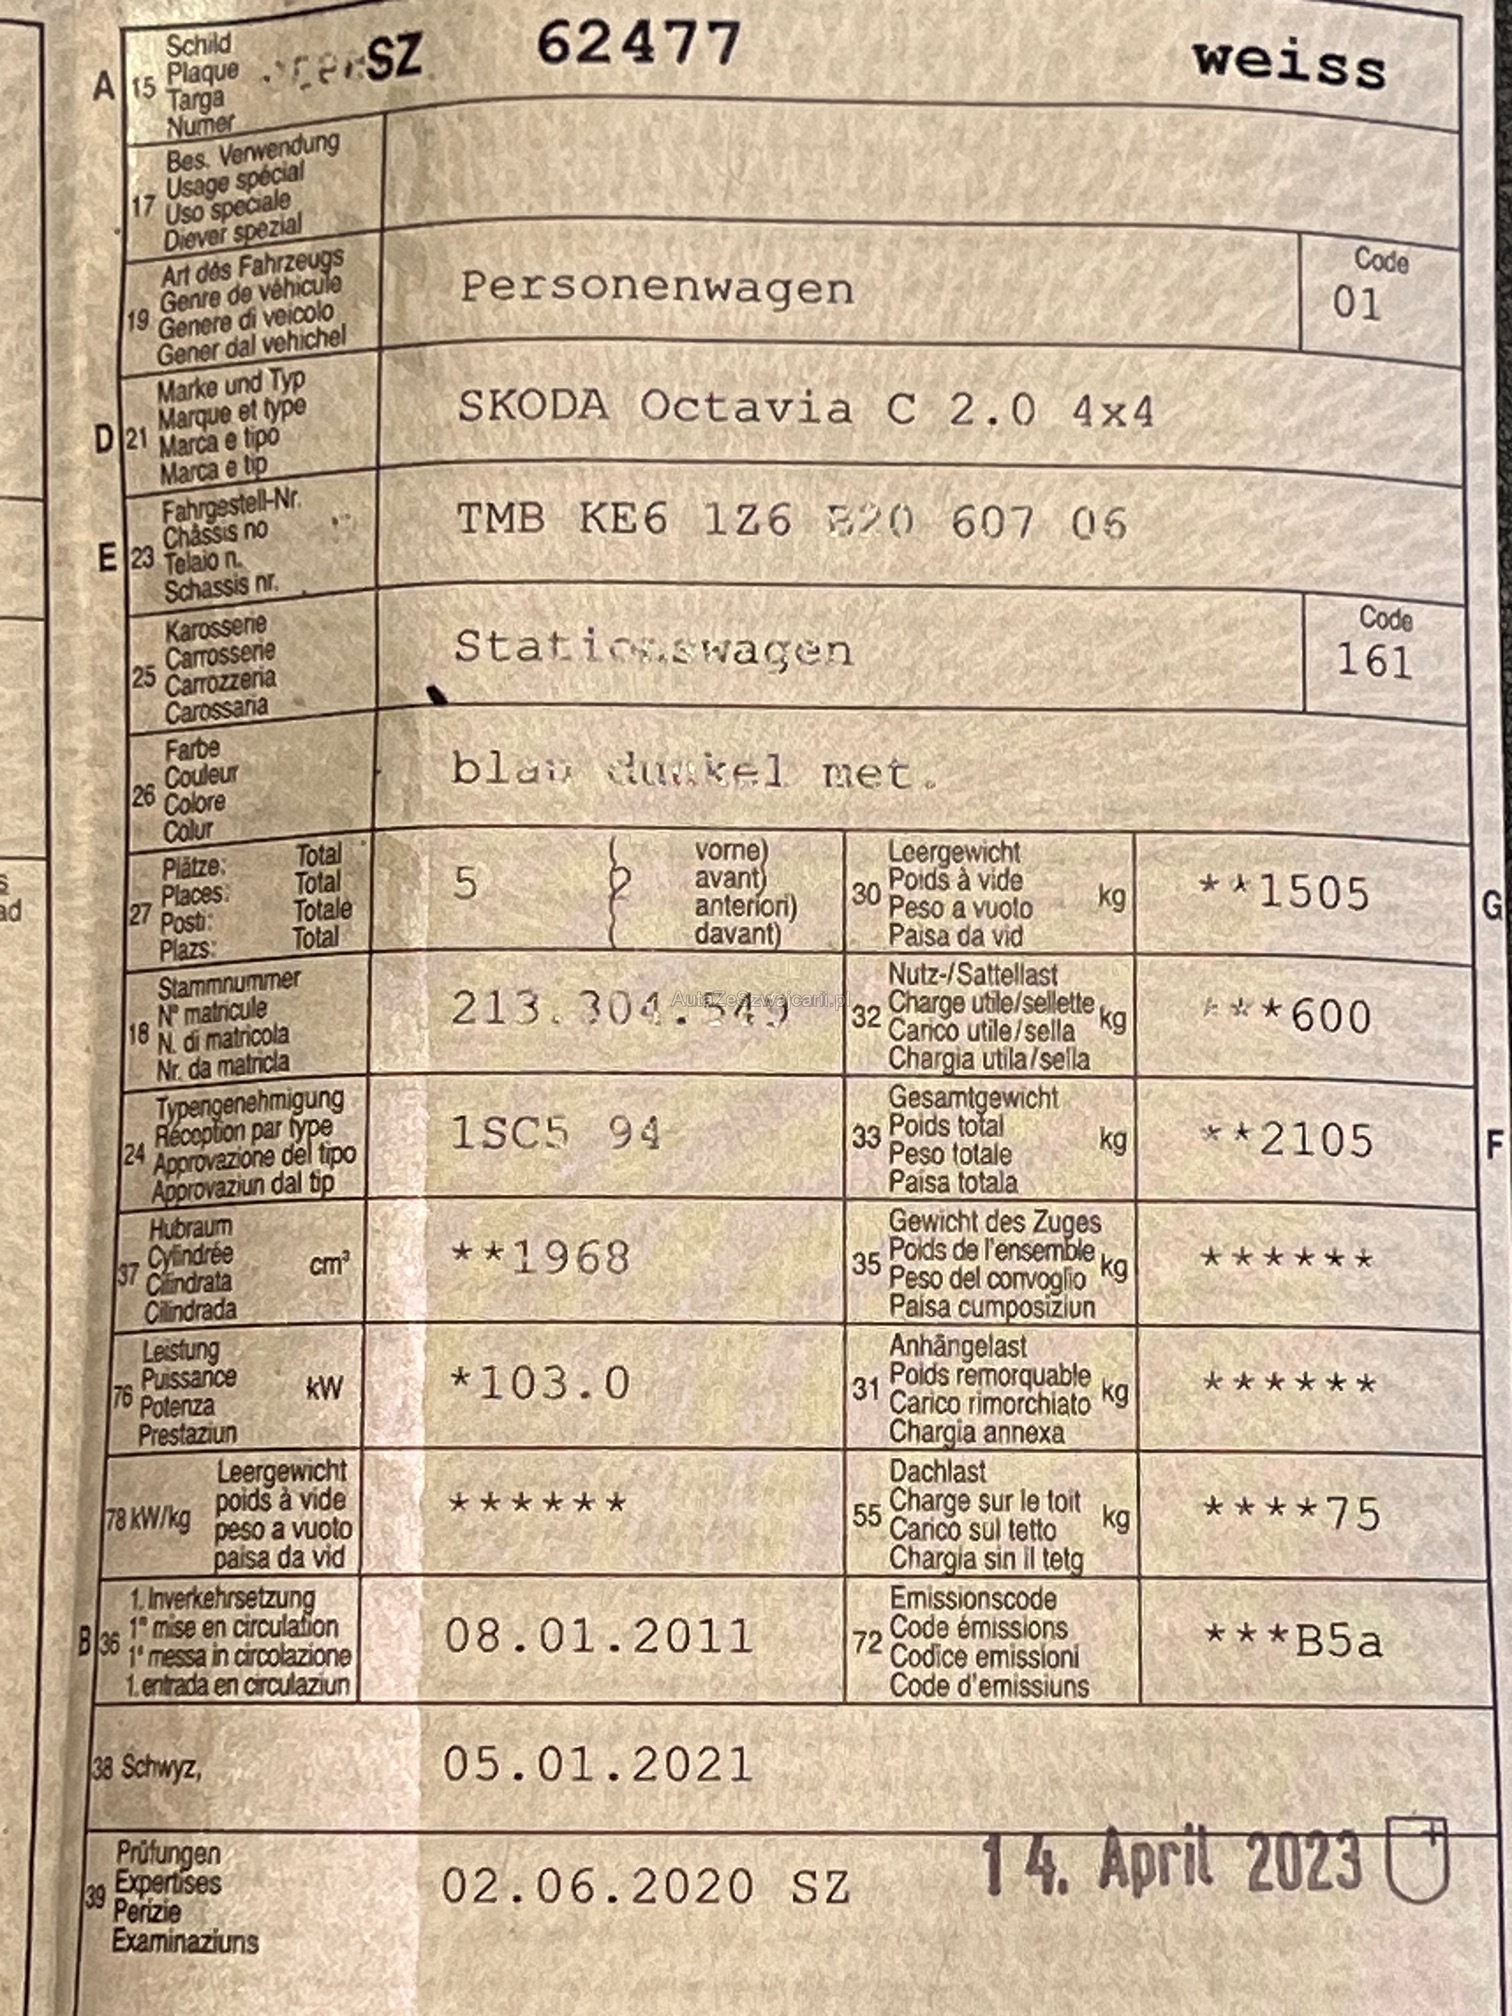 A 15 Schild SZ 62477 weiss
Plaque
Targa
Numer
17 Bes. Verwendung
Usage spécial
Uso speciale
Diever spezial
19 Art des Fahrzeugs Personenwagen Code
Genre de véhicule 01
Genere di veicolo
Gener dal vehichel
D 21 Marke und Typ SKODA Octavia C 2.0 4x4
Marque et type
Marca e tipo
Marca e tip
E 23 Fahrgestell-Nr. TMB KE6 1Z6 B20 607 06
Châssis no
Telaio n.
Schassis nr.
25 Karosserie Stationswagen Code
Carrosserie 161
Carrozzeria
Carossaria
26 Farbe blau dunkel met.
Couleur
Colore
Colur
27 Plätze: Total 5 (2 vorne)
Places: Total avant)
Posti: Totale anteriori)
Plazs: Total davant)
30 Leergewicht kg **1505 G
Poids à vide
Peso a vuoto
Paisa da vid
18 Stammnummer 213.304.549
N° matricule
N. di matricola
Nr. da matricla
AutaZeSzwajcarii.pl
32 Nutz-/Sattellast kg ***600
Charge utile/sellette
Carico utile/sella
Chargia utila/sella
24 Typengenehmigung 1SC5 94
Réception par type
Approvazione del tipo
Approvaziun dal tip
33 Gesamtgewicht kg **2105 F
Poids total
Peso totale
Paisa totala
37 Hubraum cm³ **1968
Cylindrée
Cilindrata
Cilindrada
35 Gewicht des Zuges kg ******
Poids de l'ensemble
Peso del convoglio
Paisa cumposiziun
76 Leistung kW *103.0
Puissance
Potenza
Prestaziun
31 Anhängelast kg ******
Poids remorquable
Carico rimorchiato
Chargia annexa
78 kW/kg Leergewicht ******
poids à vide
peso a vuoto
paisa da vid
55 Dachlast kg ****75
Charge sur le toit
Carico sul tetto
Chargia sin il tetg
B 36 1. Inverkehrsetzung 08.01.2011
1re mise en circulation
1a messa in circolazione
1. entrada en circulaziun
72 Emissionscode ***B5a
Code émissions
Codice emissioni
Code d'emissiuns
38 Schwyz, 05.01.2021
39 Prüfungen 02.06.2020 SZ 14. April 2023
Expertises
Perizie
Examinaziuns